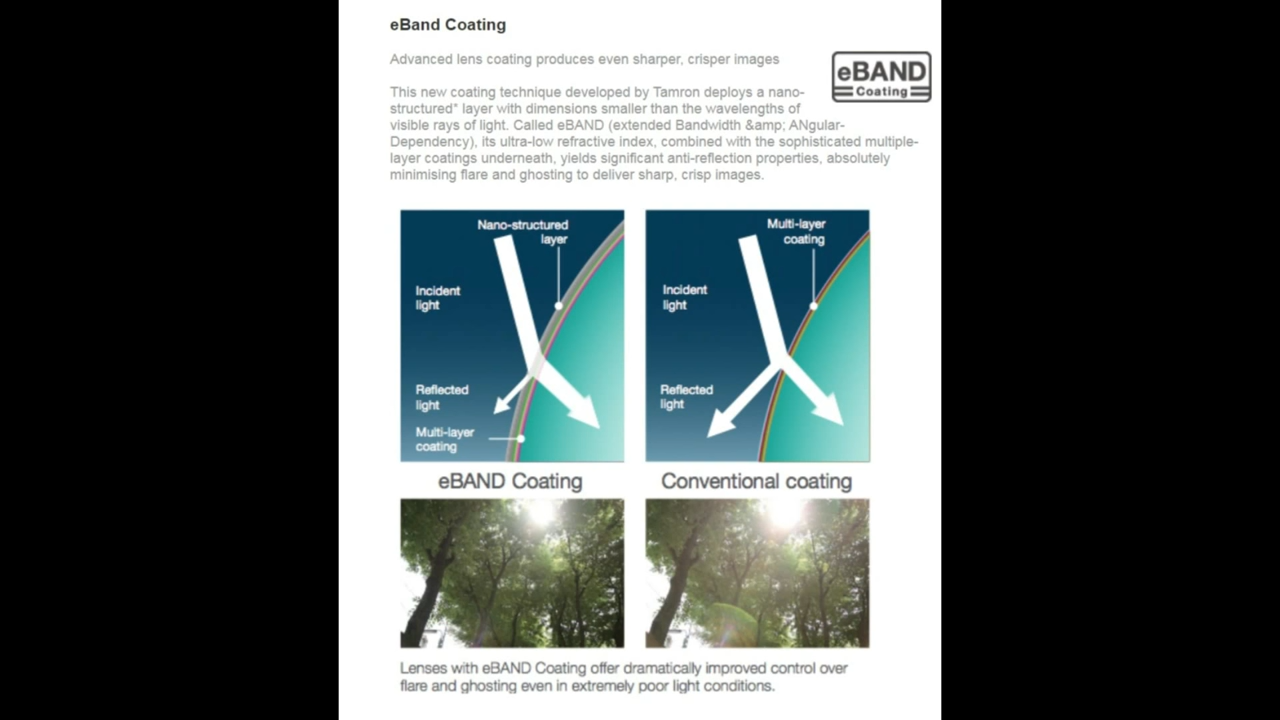 eBand Coating
Advanced lens coating produces even sharper, crisper images
eBAND
Coating
This new coating technique developed by Tamron deploys a nano-
structured* layer with dimensions smaller than the wavelengths of
visible rays of light. Called eBAND (extended Bandwidth &amp; ANgular-
Dependency), its ultra-low refractive index, combined with the sophisticated multiple-
layer coatings underneath, yields significant anti-reflection properties, absolutely
minimising flare and ghosting to deliver sharp, crisp images.
Nano-structured
layer
Incident
light
Reflected
light
Multi-layer
coating
Multi-layer
coating
Incident
light
Reflected
light
eBAND Coating
Conventional coating
Lenses with eBAND Coating offer dramatically improved control over
flare and ghosting even in extremely poor light conditions.